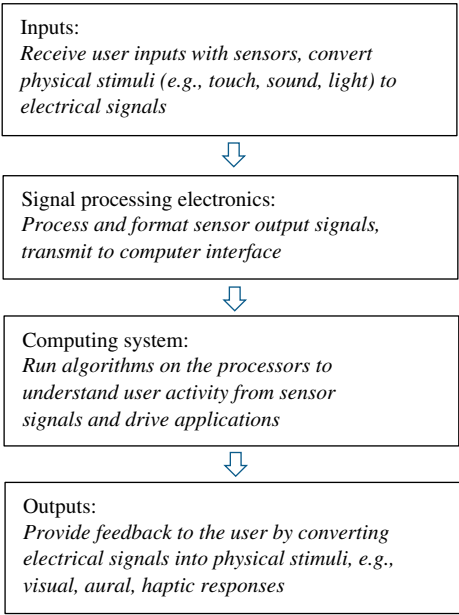 Inputs:
Receive user inputs with sensors, convert
physical stimuli (e.g., touch, sound, light) to
electrical signals
Signal processing electronics:
Process and format sensor output signals,
transmit to computer interface
Computing system:
Run algorithms on the processors to
understand user activity from sensor
signals and drive applications
Outputs:
Provide feedback to the user by converting
electrical signals into physical stimuli, e.g.,
visual, aural, haptic responses